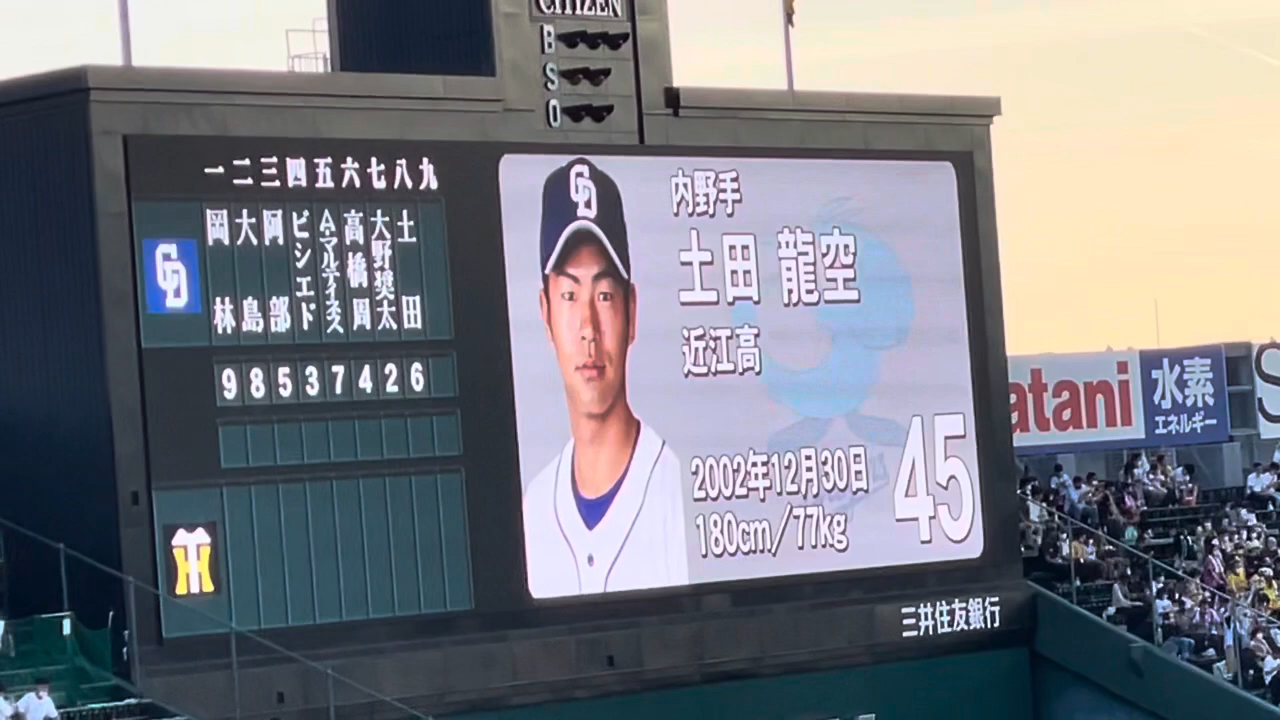 CITIZEN
B
S
O
一二三四五六七八九
岡林
大島
阿部
ビシエド
A・マルティネス
高橋周
大野奨太
土田
9 8 5 3 7 4 2 6
内野手
土田 龍空
近江高
2002年12月30日
180cm/77kg
45
三井住友銀行
atani
水素
エネルギー
S